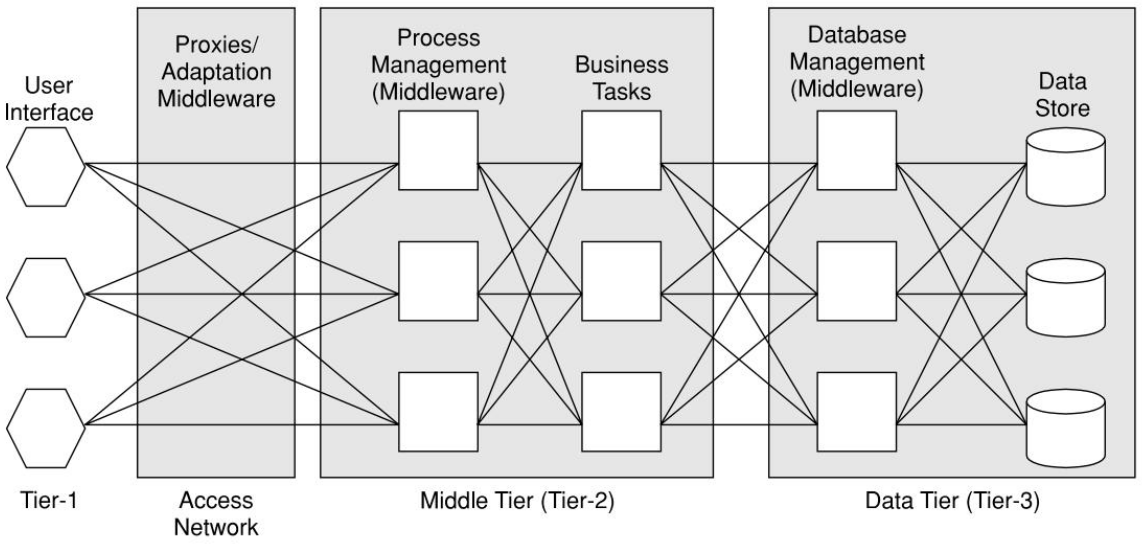 User
Interface
Proxies/
Adaptation
Middleware
Process
Management
(Middleware)
Business
Tasks
Database
Management
(Middleware)
Data
Store
Tier-1
Access
Network
Middle Tier (Tier-2)
Data Tier (Tier-3)